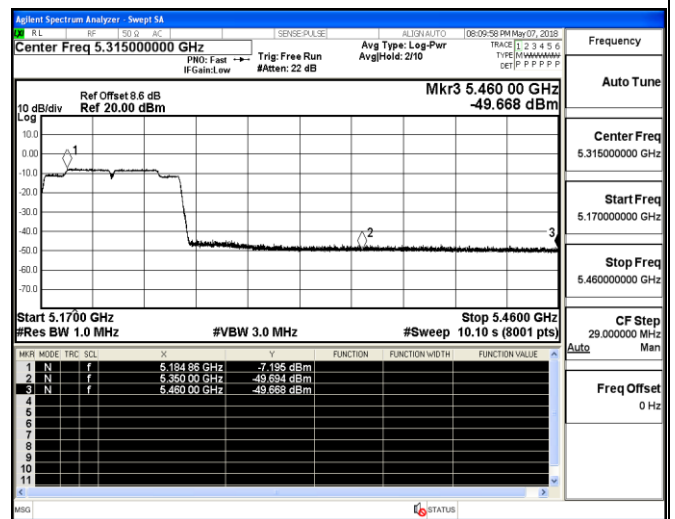 Agilent Spectrum Analyzer - Swept SA
LXI RL RF 50 Ω AC SENSE:PULSE ALIGN AUTO 08:09:58 PM May 07, 2018
Center Freq 5.315000000 GHz
PNO: Fast
IFGain:Low
Trig: Free Run
#Atten: 22 dB
Avg Type: Log-Pwr
Avg|Hold: 2/10
TRACE 1 2 3 4 5 6
TYPE MWWWWW
DET P P P P P P
Frequency
Auto Tune
Center Freq
5.315000000 GHz
Start Freq
5.170000000 GHz
Stop Freq
5.460000000 GHz
CF Step
29.000000 MHz
Auto Man
Freq Offset
0 Hz
Mkr3 5.460 00 GHz
-49.668 dBm
Ref Offset 8.6 dB
10 dB/div Ref 20.00 dBm
Log
10.0
0.00
-10.0
-20.0
-30.0
-40.0
-50.0
-60.0
-70.0
1
2
3
Start 5.1700 GHz Stop 5.4600 GHz
#Res BW 1.0 MHz #VBW 3.0 MHz #Sweep 10.10 s (8001 pts)
MKR MODE TRC SCL X Y FUNCTION FUNCTION WIDTH FUNCTION VALUE
1 N f 5.184 86 GHz -7.195 dBm
2 N f 5.350 00 GHz -49.694 dBm
3 N f 5.460 00 GHz -49.668 dBm
4
5
6
7
8
9
10
11
MSG STATUS